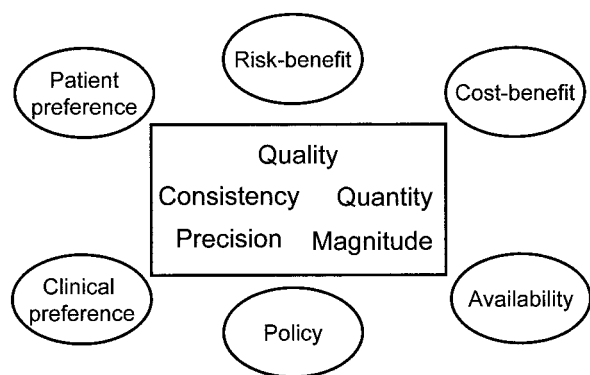 Risk-benefit
Patient
preference
Cost-benefit
Quality
Consistency Quantity
Precision Magnitude
Clinical
preference
Availability
Policy